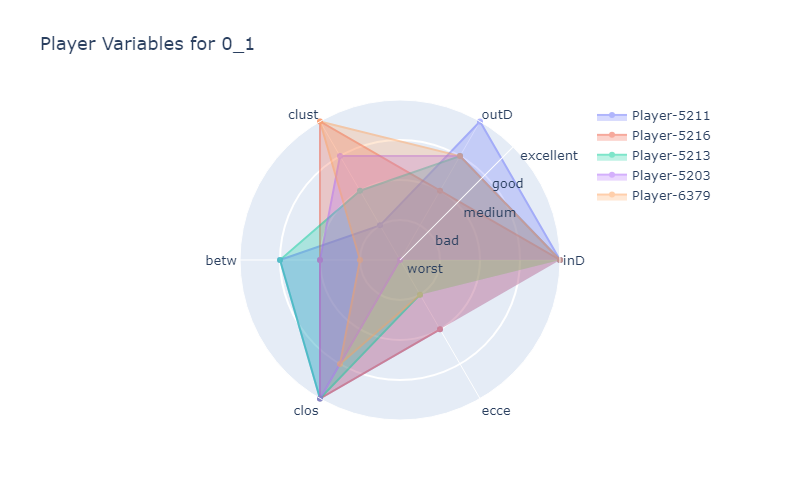 Player Variables for 0_1
clust
outD
excellent
good
medium
bad
worst
betw
inD
clos
ecce
Player-5211
Player-5216
Player-5213
Player-5203
Player-6379